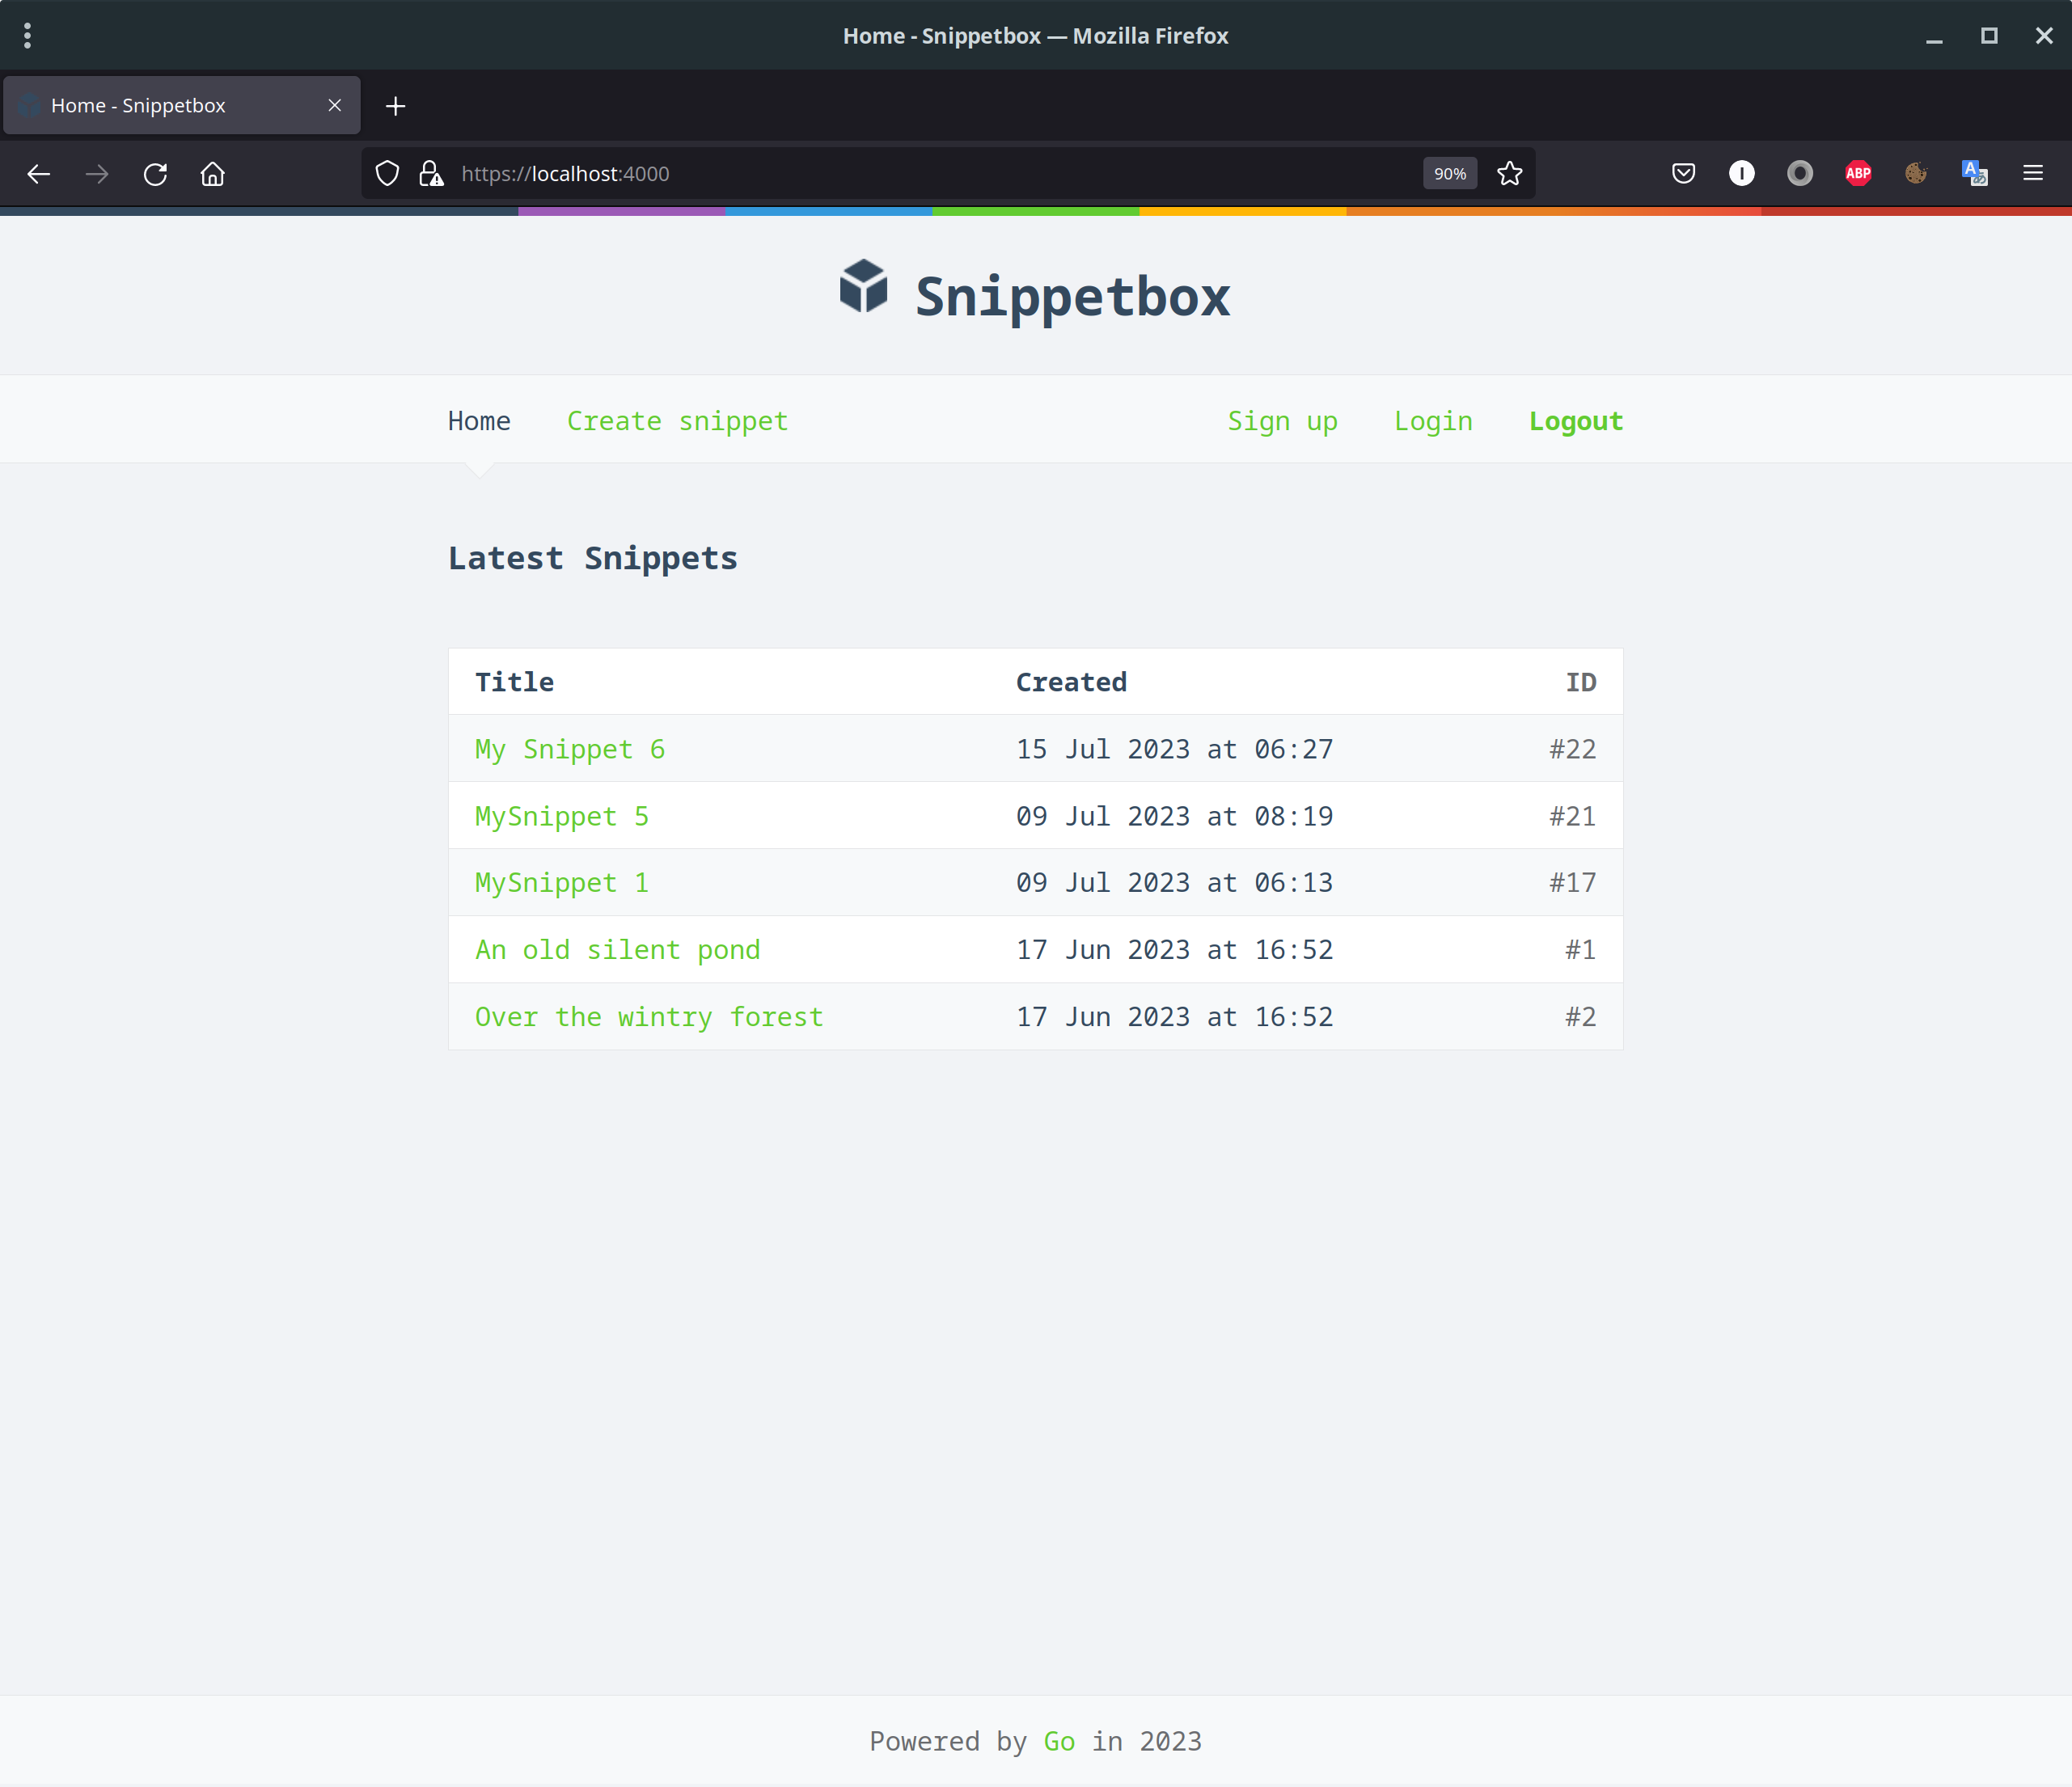 Home - Snippetbox — Mozilla Firefox
Home - Snippetbox
https://localhost:4000 90% ABP
Snippetbox
Home Create snippet Sign up Login Logout
Latest Snippets
Title Created ID
My Snippet 6 15 Jul 2023 at 06:27 #22
MySnippet 5 09 Jul 2023 at 08:19 #21
MySnippet 1 09 Jul 2023 at 06:13 #17
An old silent pond 17 Jun 2023 at 16:52 #1
Over the wintry forest 17 Jun 2023 at 16:52 #2
Powered by Go in 2023